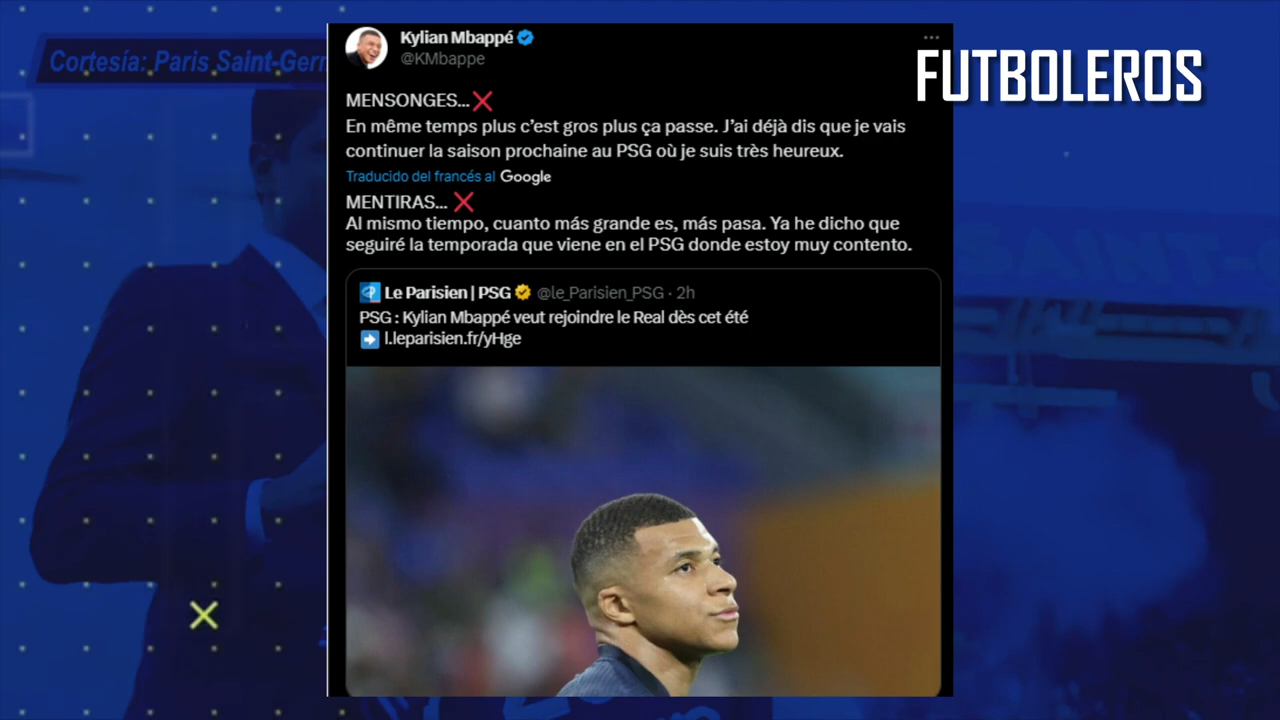 Cortesía: Paris Saint-Germ
FUTBOLEROS
Kylian Mbappé
@KMbappe
MENSONGES...❌
En même temps plus c’est gros plus ça passe. J’ai déjà dis que je vais
continuer la saison prochaine au PSG où je suis très heureux.
Traducido del francés al Google
MENTIRAS... ❌
Al mismo tiempo, cuanto más grande es, más pasa. Ya he dicho que
seguiré la temporada que viene en el PSG donde estoy muy contento.
Le Parisien | PSG @le_Parisien_PSG · 2h
PSG : Kylian Mbappé veut rejoindre le Real dès cet été
➡️ l.leparisien.fr/yHge